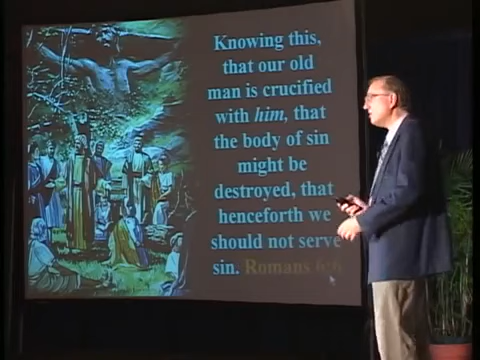 Knowing this,
that our old
man is crucified
with him, that
the body of sin
might be
destroyed, that
henceforth we
should not serve
sin. Romans 6:6